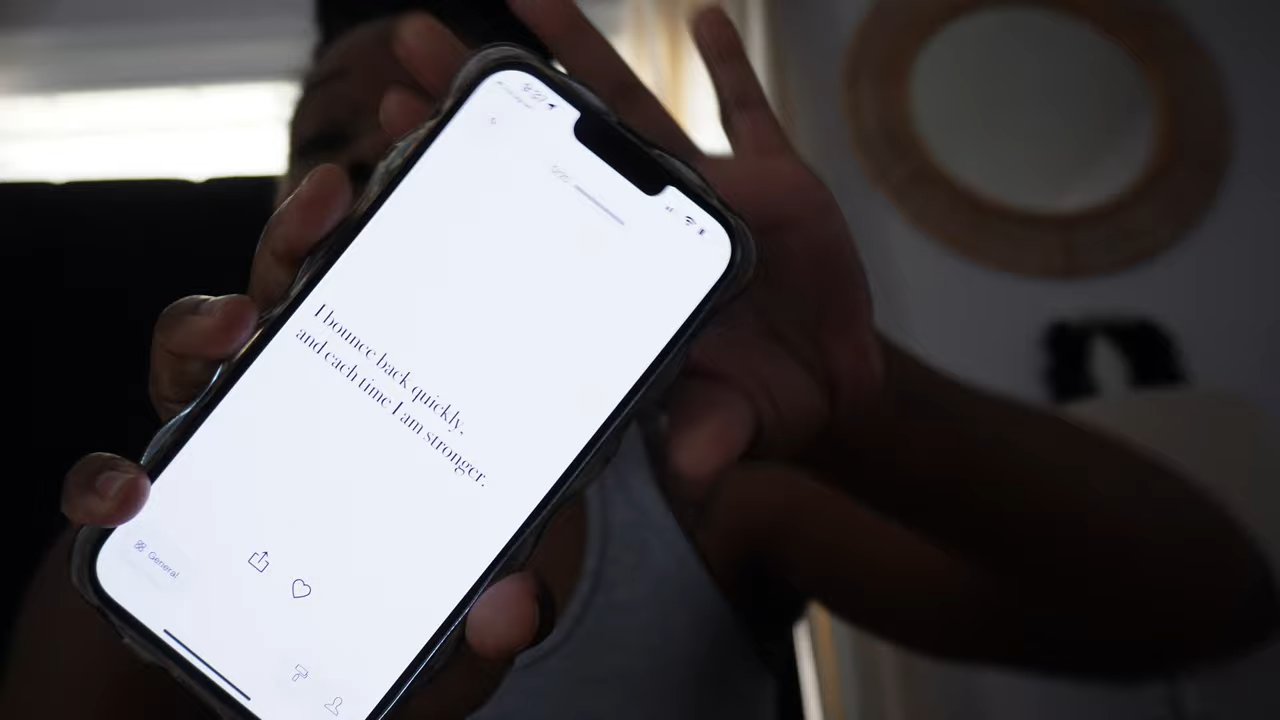 I bounce back quickly,
and each time I am stronger.
General